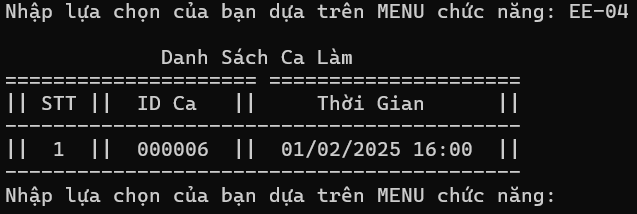 Nhập lựa chọn của bạn dựa trên MENU chức năng: EE-04
Danh Sách Ca Làm
===================== =====================
|| STT || ID Ca || Thời Gian ||
-------------------------------------------
|| 1 || 000006 || 01/02/2025 16:00 ||
-------------------------------------------
Nhập lựa chọn của bạn dựa trên MENU chức năng: